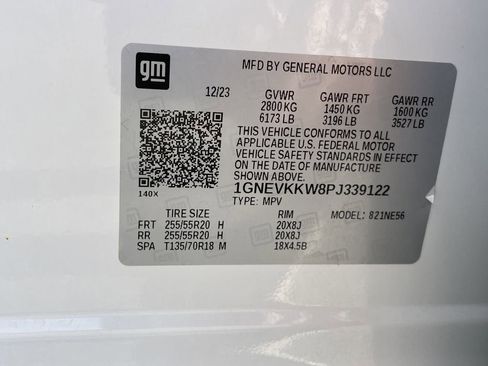 gm
MFD BY GENERAL MOTORS LLC
12/23 GVWR GAWR FRT GAWR RR
2800 KG 1450 KG 1600 KG
6173 LB 3196 LB 3527 LB
THIS VEHICLE CONFORMS TO ALL
APPLICABLE U.S. FEDERAL MOTOR
VEHICLE SAFETY STANDARDS IN EFFECT
ON THE DATE OF MANUFACTURE
SHOWN ABOVE.
140X 1GNEVKKW8PJ339122
TYPE: MPV
TIRE SIZE RIM MODEL: 821NE56
FRT 255/55R20 H 20X8J
RR 255/55R20 H 20X8J
SPA T135/70R18 M 18X4.5B